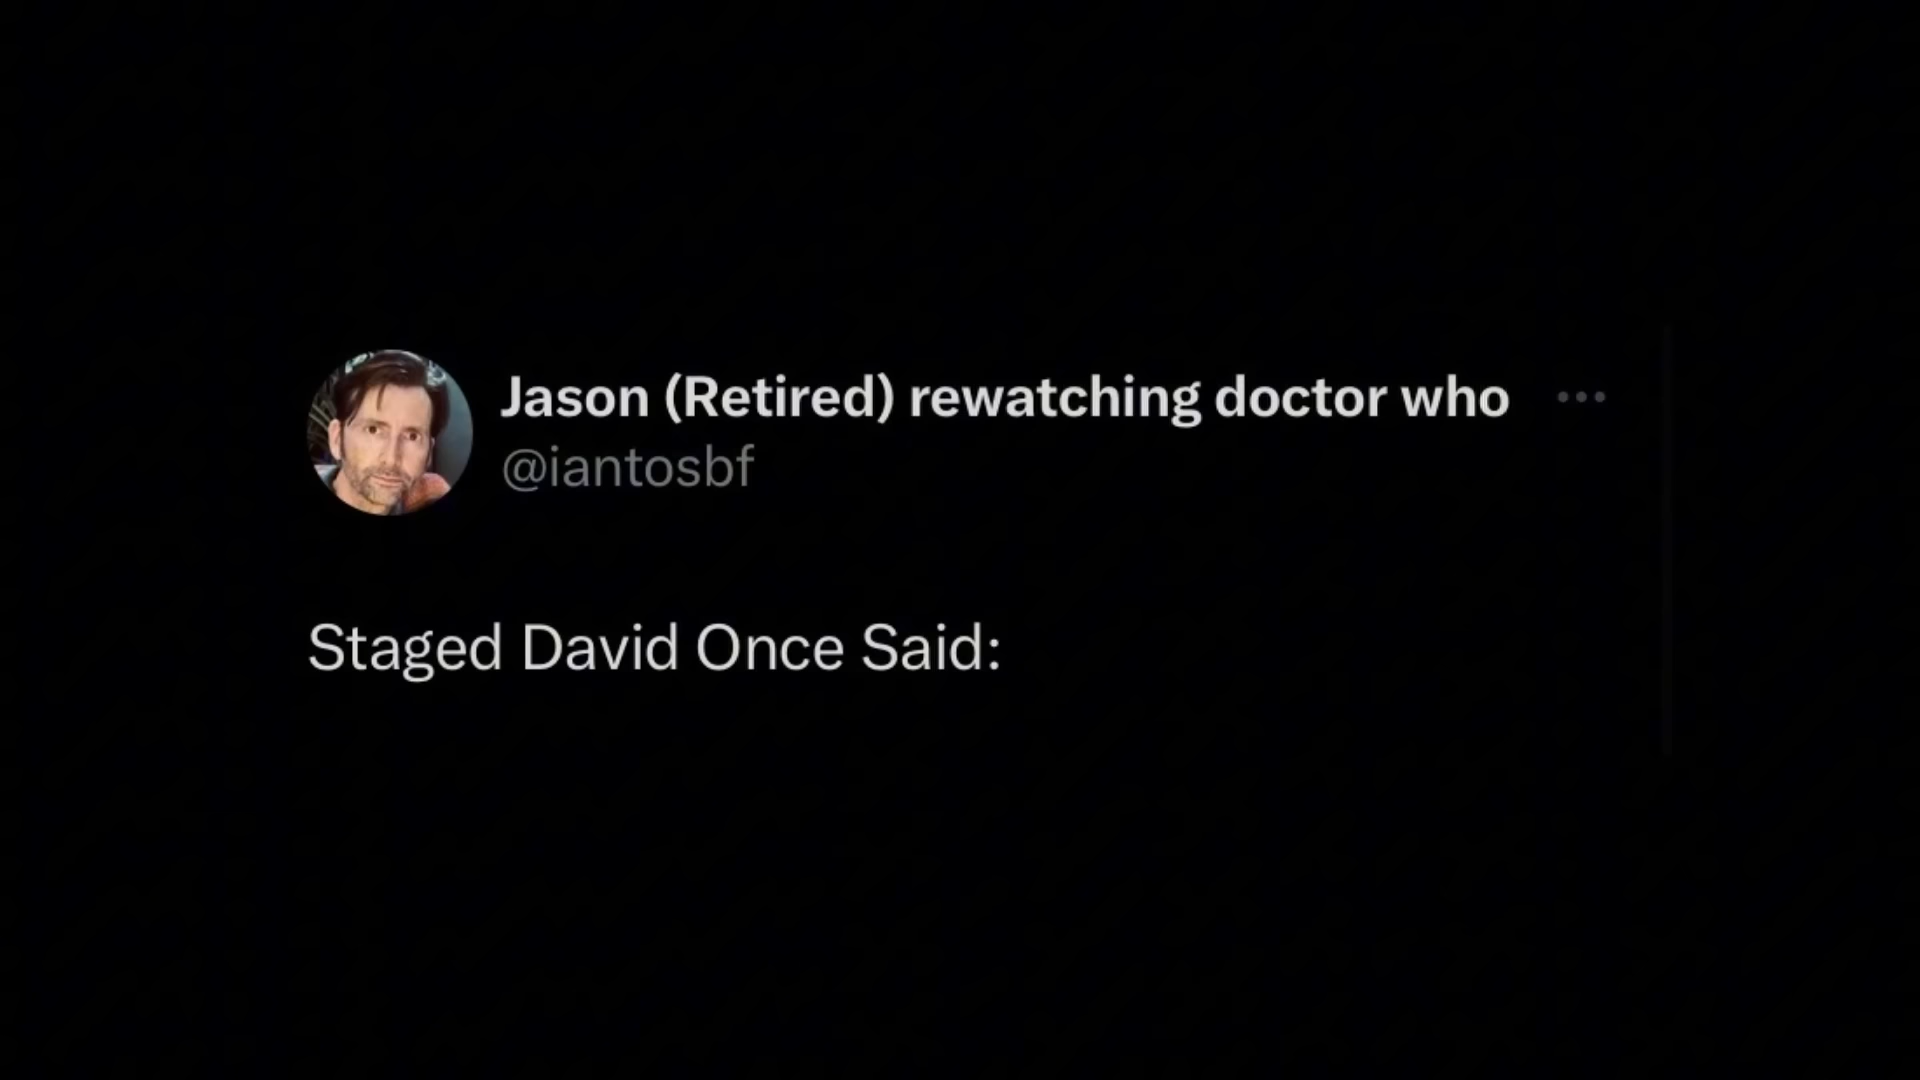 Jason (Retired) rewatching doctor who
@iantosbf
Staged David Once Said: